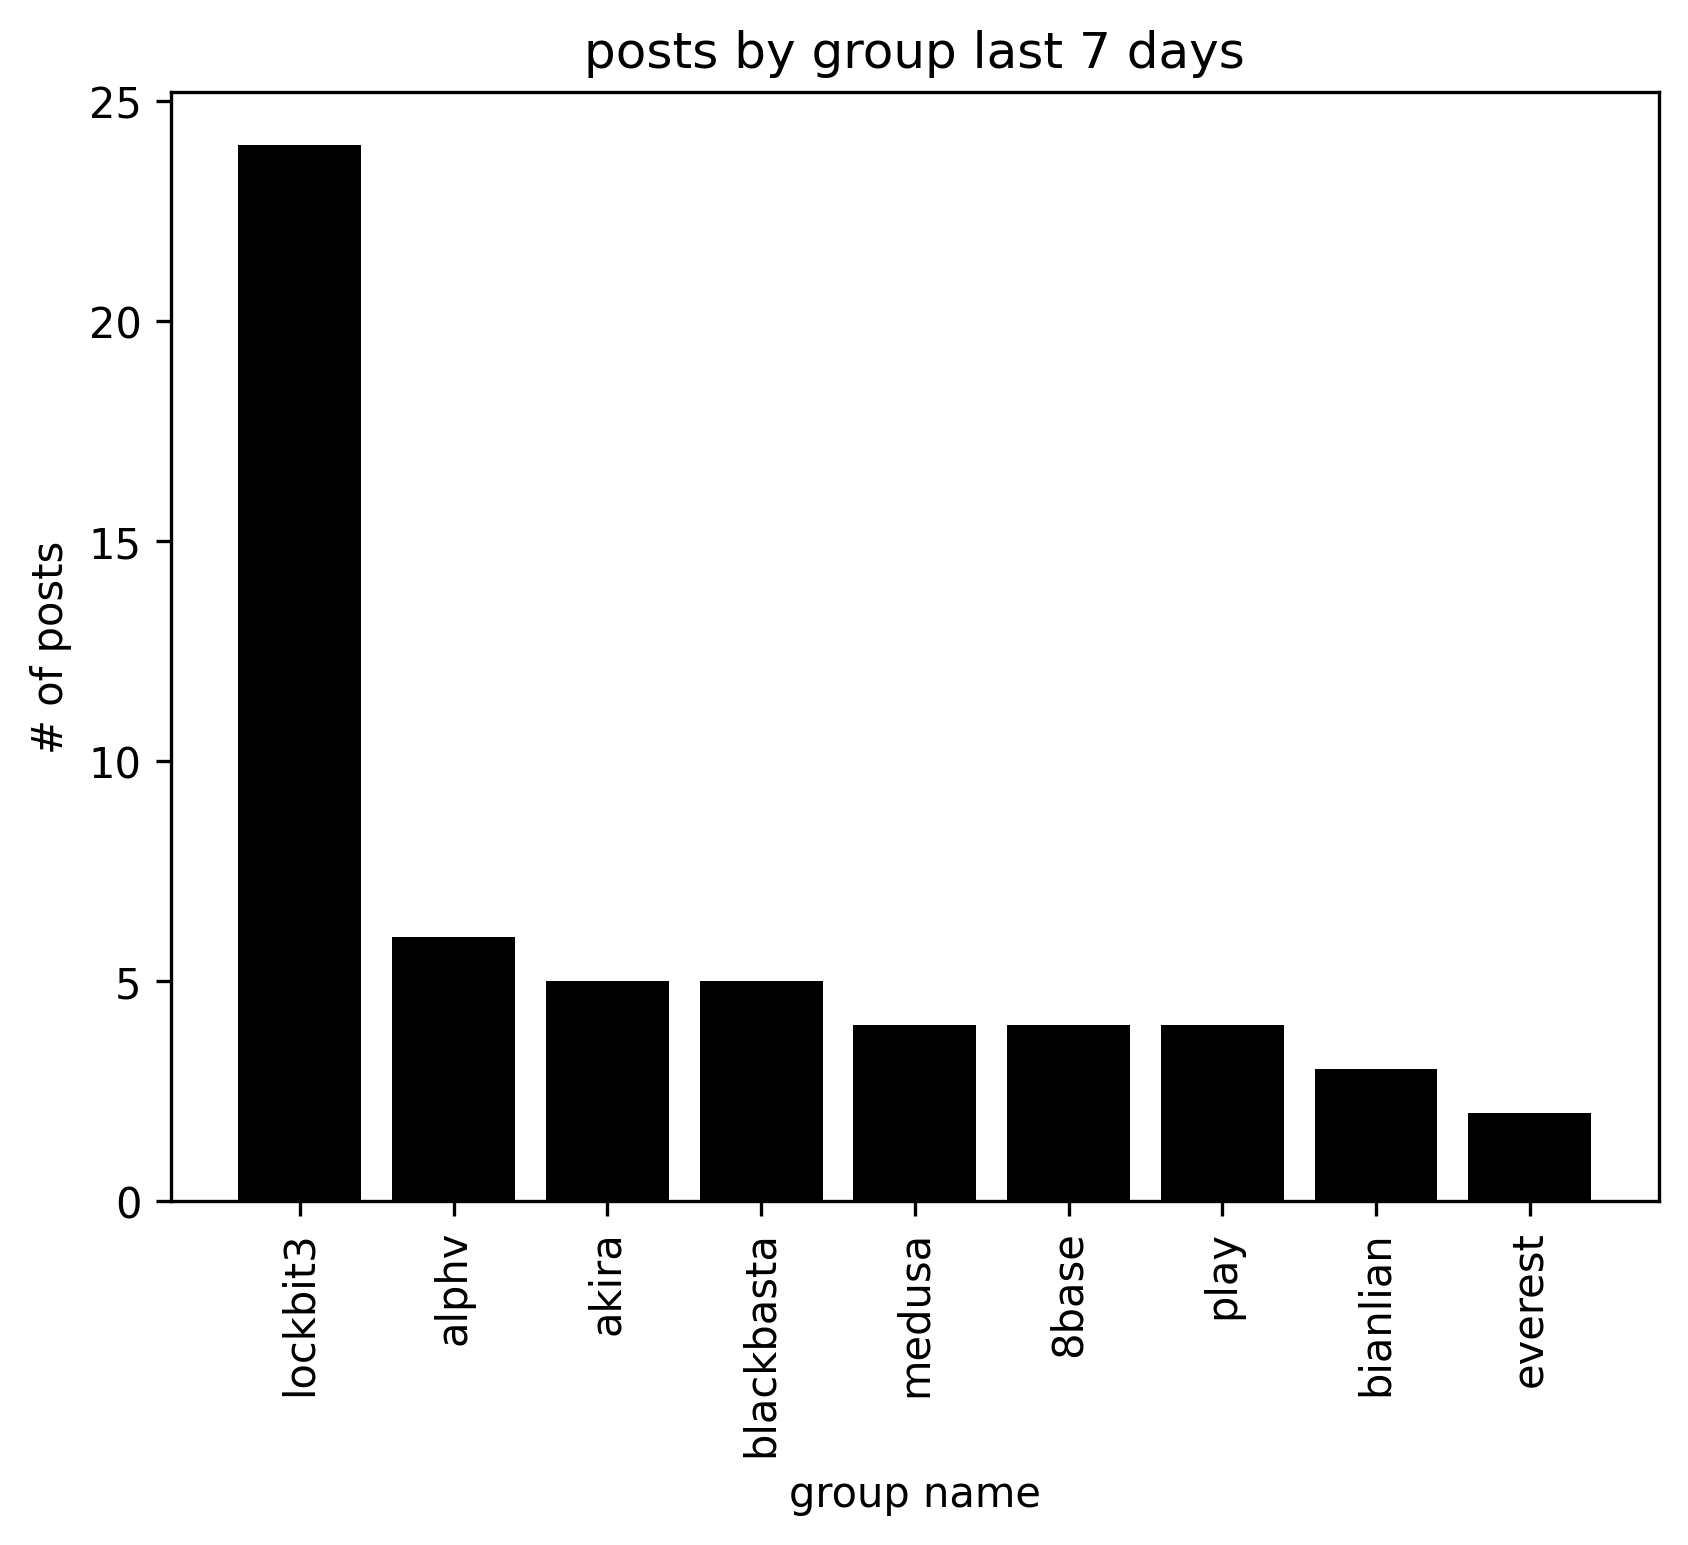 posts by group last 7 days
25
20
15
10
5
0
# of posts
lockbit3
alphv
akira
blackbasta
medusa
8base
play
bianlian
everest
group name